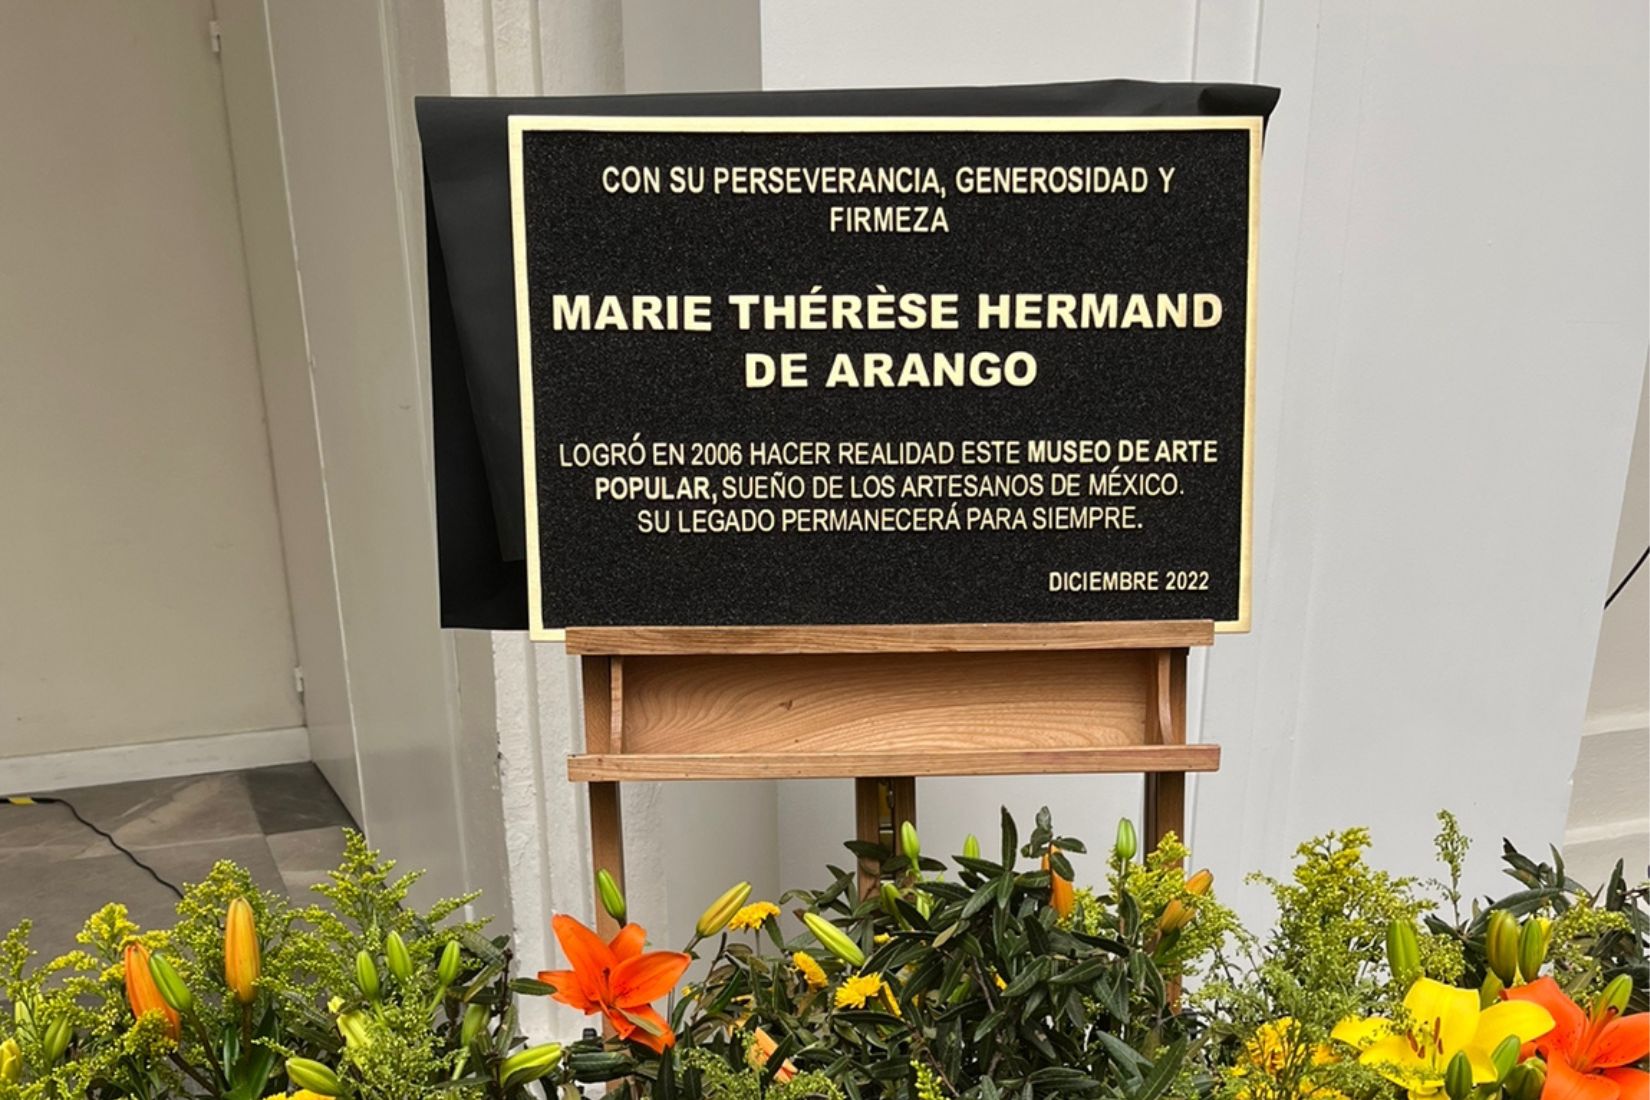 CON SU PERSEVERANCIA, GENEROSIDAD Y
FIRMEZA
MARIE THÉRÈSE HERMAND
DE ARANGO
LOGRÓ EN 2006 HACER REALIDAD ESTE MUSEO DE ARTE
POPULAR, SUEÑO DE LOS ARTESANOS DE MÉXICO.
SU LEGADO PERMANECERÁ PARA SIEMPRE.
DICIEMBRE 2022